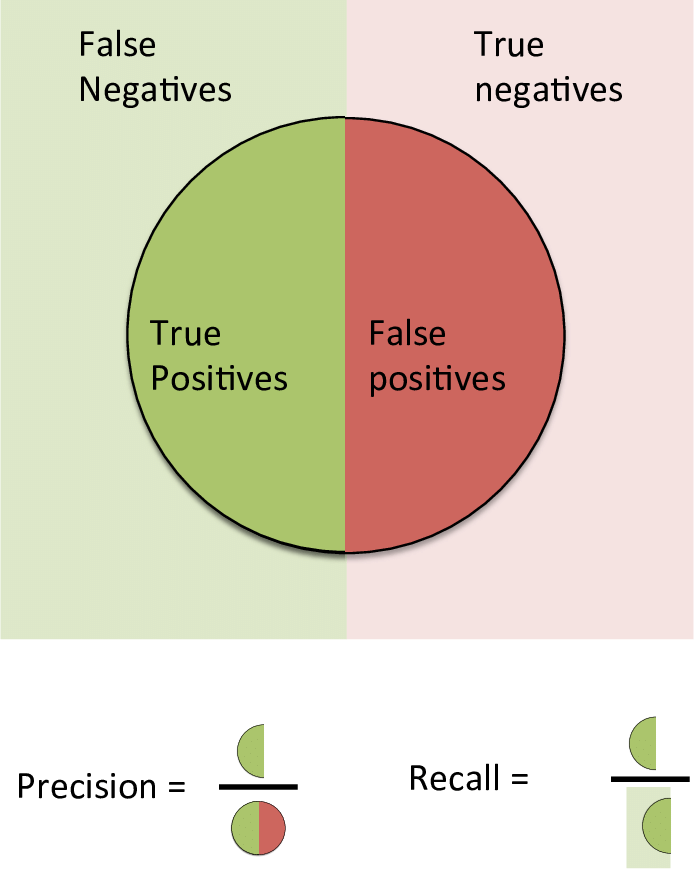 False
Negatives
True
negatives
True
Positives
False
positives
Precision =
Recall =